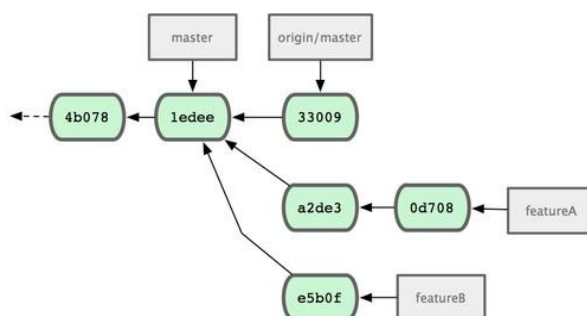 master
origin/master
4b078
1edee
33009
a2de3
0d708
featureA
e5b0f
featureB